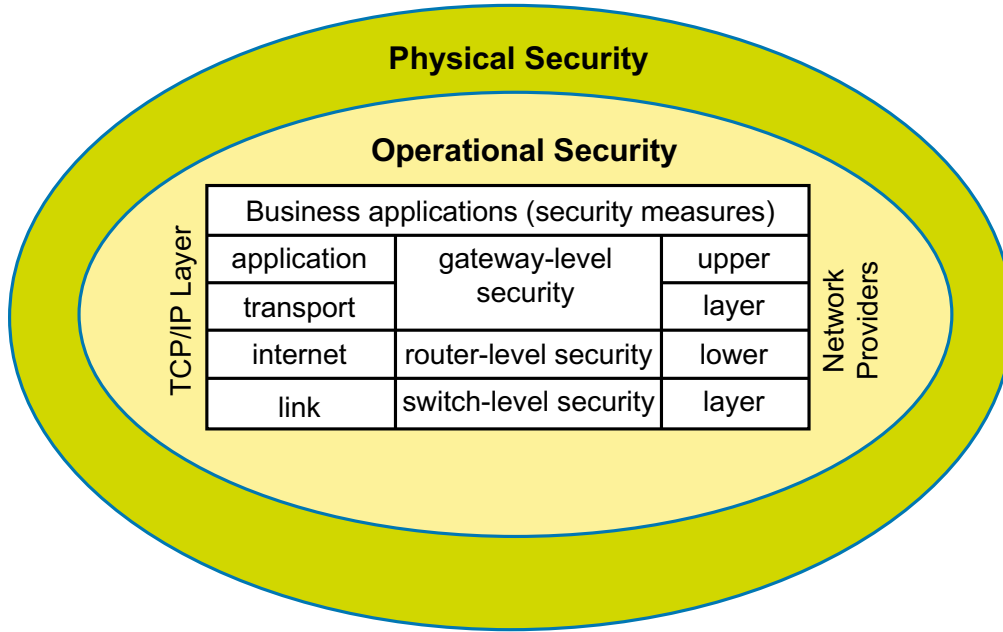 Physical Security
Operational Security
TCP/IP Layer
Business applications (security measures)
application
gateway-level
security
upper
transport
layer
internet
router-level security
lower
link
switch-level security
layer
Network
Providers